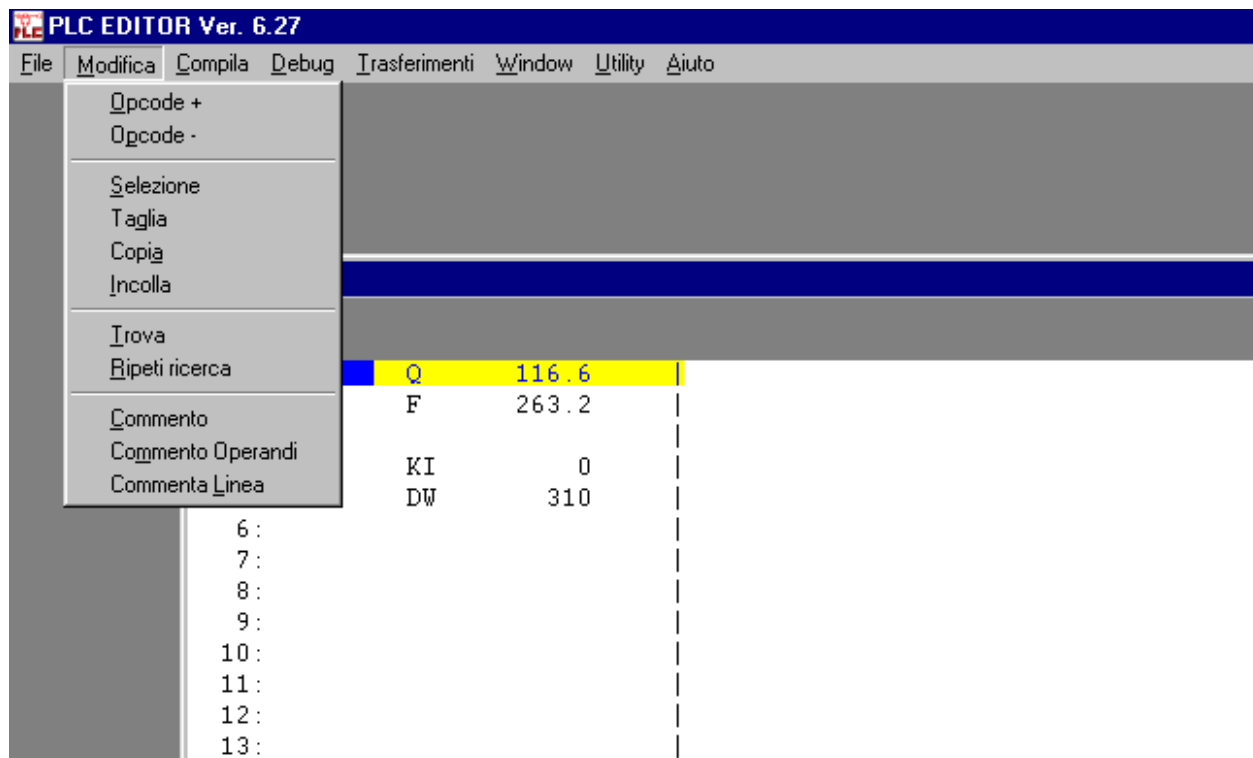 PLC EDITOR Ver. 6.27
File Modifica Compila Debug Trasferimenti Window Utility Aiuto
Opcode +
Opcode -
Selezione
Taglia
Copia
Incolla
Trova
Ripeti ricerca
Commento
Commento Operandi
Commenta Linea
Q 116.6 |
F 263.2 |
|
KI 0 |
DW 310 |
6: |
7: |
8: |
9: |
10: |
11: |
12: |
13: |